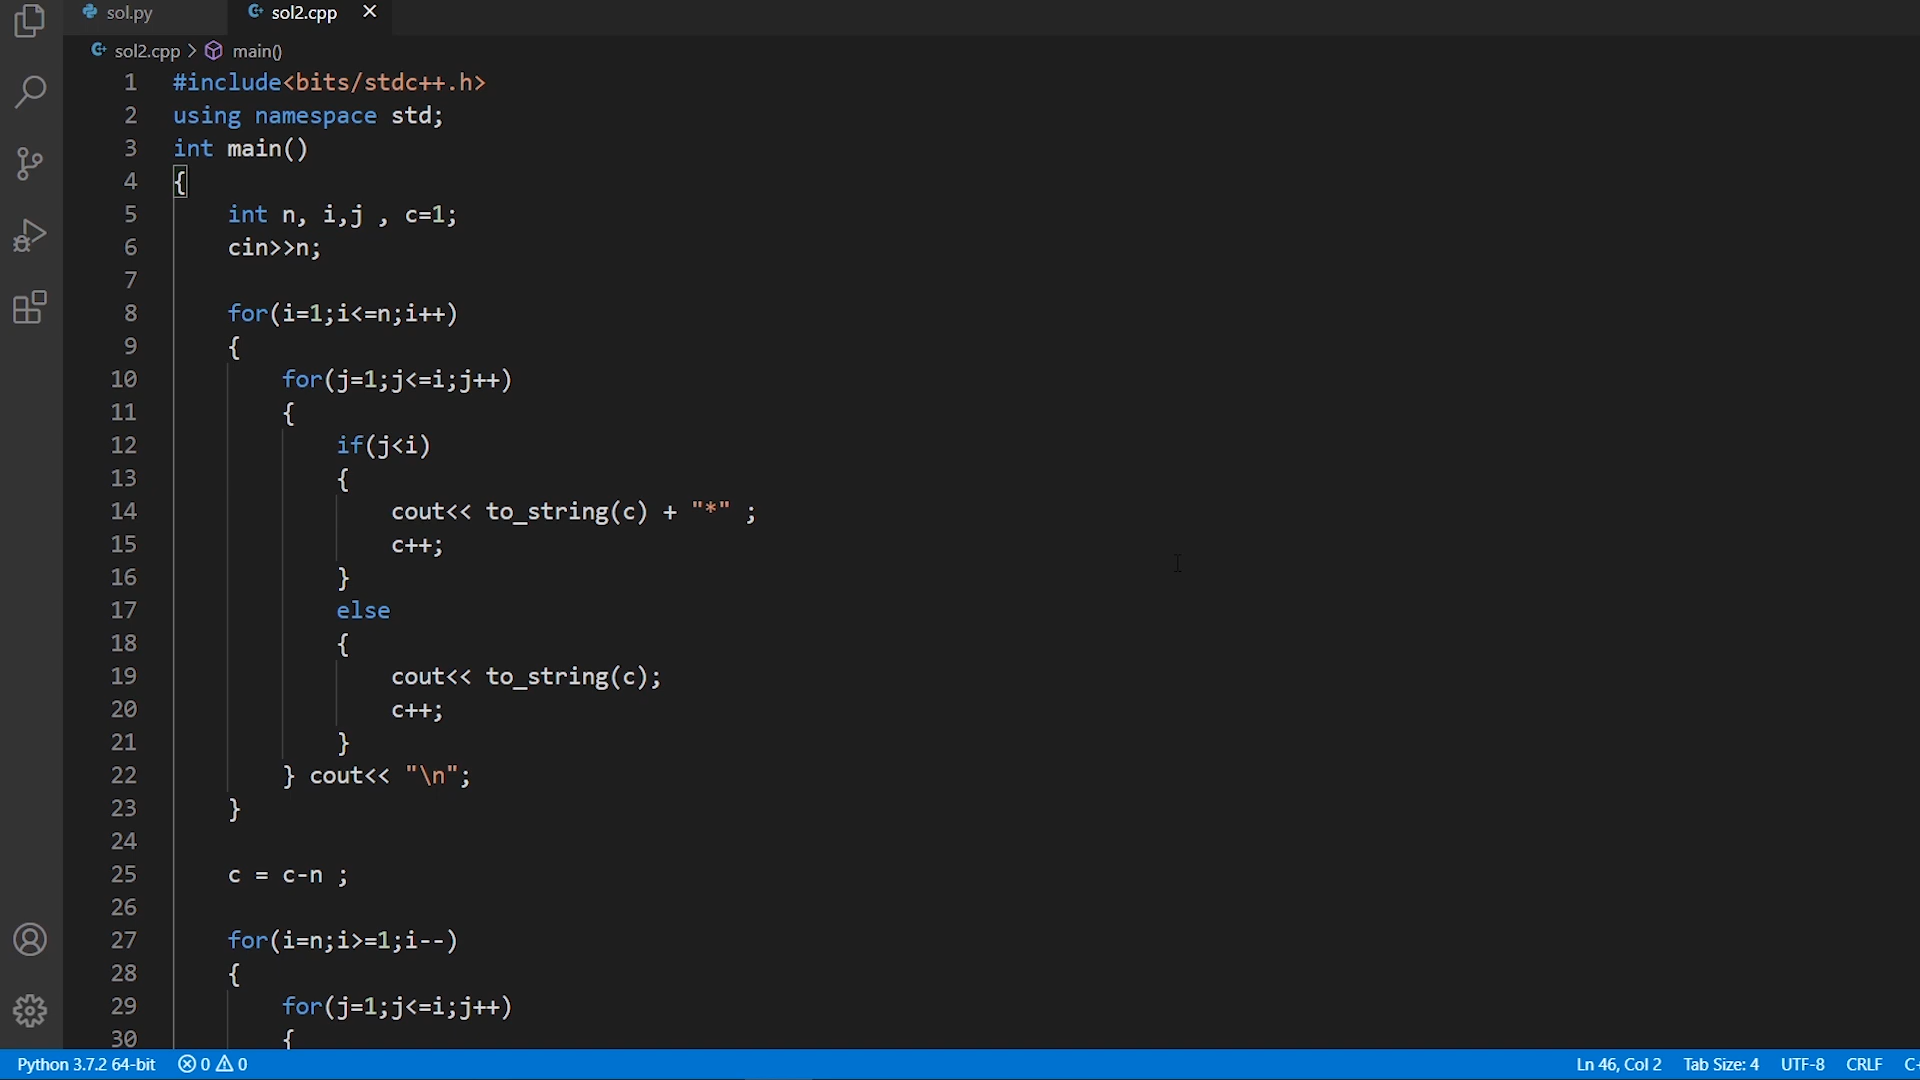 sol.py
sol2.cpp ×
sol2.cpp > main()
1 #include<bits/stdc++.h>
2 using namespace std;
3 int main()
4 {
5     int n, i,j , c=1;
6     cin>>n;
7
8     for(i=1;i<=n;i++)
9     {
10         for(j=1;j<=i;j++)
11         {
12             if(j<i)
13             {
14                 cout<< to_string(c) + "*" ;
15                 c++;
16             }
17             else
18             {
19                 cout<< to_string(c);
20                 c++;
21             }
22         } cout<< "\n";
23     }
24
25     c = c-n ;
26
27     for(i=n;i>=1;i--)
28     {
29         for(j=1;j<=i;j++)
30         {
Python 3.7.2 64-bit 0 0 Ln 46, Col 2 Tab Size: 4 UTF-8 CRLF